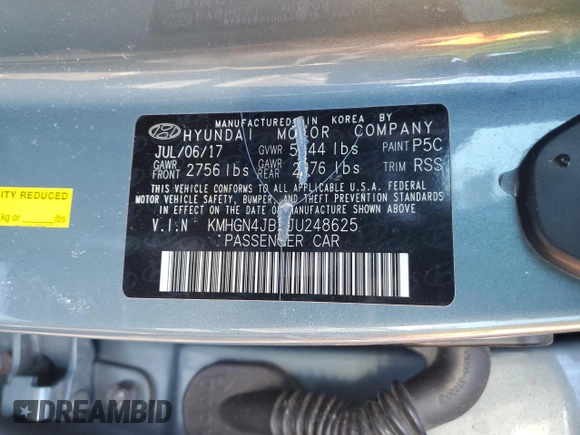 MANUFACTURED IN KOREA BY
HYUNDAI MOTOR COMPANY
JUL/06/17 GVWR lbs PAINT P5C
GAWR FRONT 2756 lbs GAWR REAR lbs TRIM RSS
THIS VEHICLE CONFORMS TO ALL APPLICABLE U.S.A. FEDERAL
MOTOR VEHICLE SAFETY, BUMPER, AND THEFT PREVENTION STANDARDS
IN EFFECT ON THE DATE OF MANUFACTURE SHOWN ABOVE.
V.I.N
PASSENGER CAR
REDUCED
kg or lbs
DREAMBID